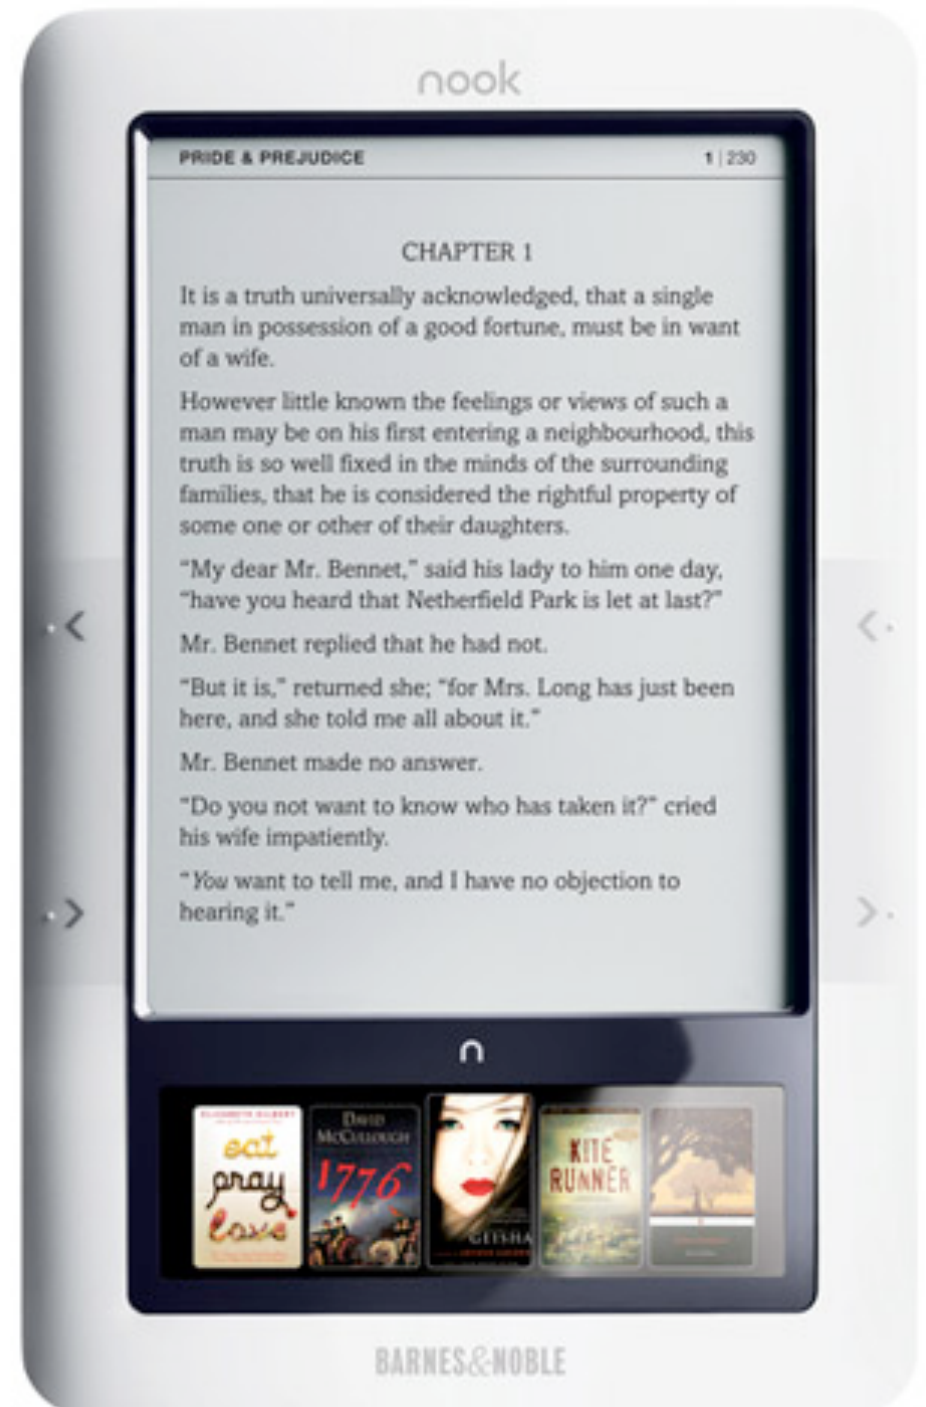 nook
PRIDE & PREJUDICE 1 | 230
CHAPTER 1
It is a truth universally acknowledged, that a single
man in possession of a good fortune, must be in want
of a wife.
However little known the feelings or views of such a
man may be on his first entering a neighbourhood, this
truth is so well fixed in the minds of the surrounding
families, that he is considered the rightful property of
some one or other of their daughters.
“My dear Mr. Bennet,” said his lady to him one day,
“have you heard that Netherfield Park is let at last?”
Mr. Bennet replied that he had not.
“But it is,” returned she; “for Mrs. Long has just been
here, and she told me all about it.”
Mr. Bennet made no answer.
“Do you not want to know who has taken it?” cried
his wife impatiently.
“You want to tell me, and I have no objection to
hearing it.”
n
ELIZABETH GILBERT
eat
pray
love
DAVID
MCCULLOUGH
1776
GEISHA
KITE
RUNNER
BARNES&NOBLE